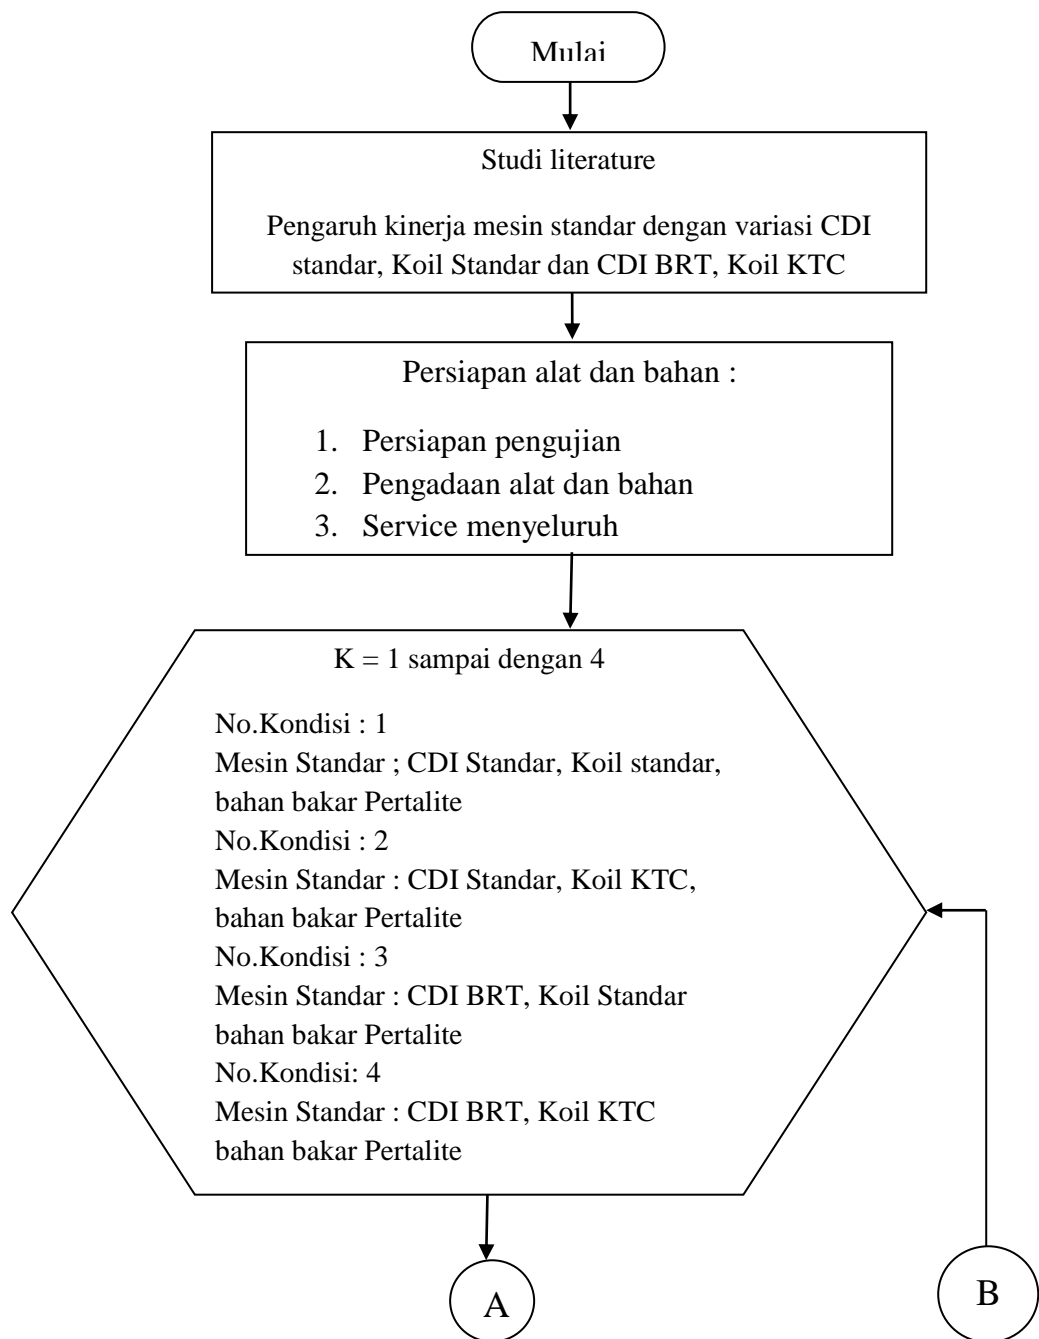 Mulai
Studi literature
Pengaruh kinerja mesin standar dengan variasi CDI
standar, Koil Standar dan CDI BRT, Koil KTC
Persiapan alat dan bahan :
1. Persiapan pengujian
2. Pengadaan alat dan bahan
3. Service menyeluruh
K = 1 sampai dengan 4
No.Kondisi : 1
Mesin Standar ; CDI Standar, Koil standar,
bahan bakar Pertalite
No.Kondisi : 2
Mesin Standar : CDI Standar, Koil KTC,
bahan bakar Pertalite
No.Kondisi : 3
Mesin Standar : CDI BRT, Koil Standar
bahan bakar Pertalite
No.Kondisi: 4
Mesin Standar : CDI BRT, Koil KTC
bahan bakar Pertalite
A
B